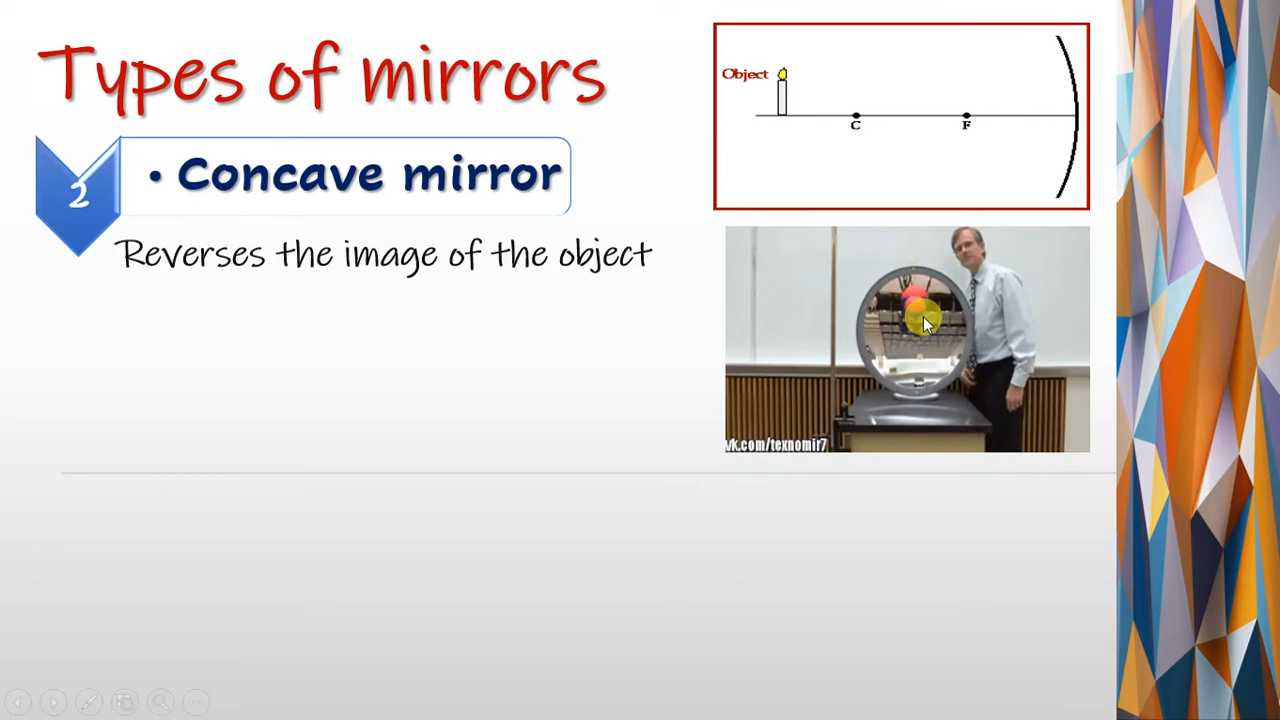 Types of mirrors
2
• Concave mirror
Reverses the image of the object
Object
C
F
vk.com/texnomir7